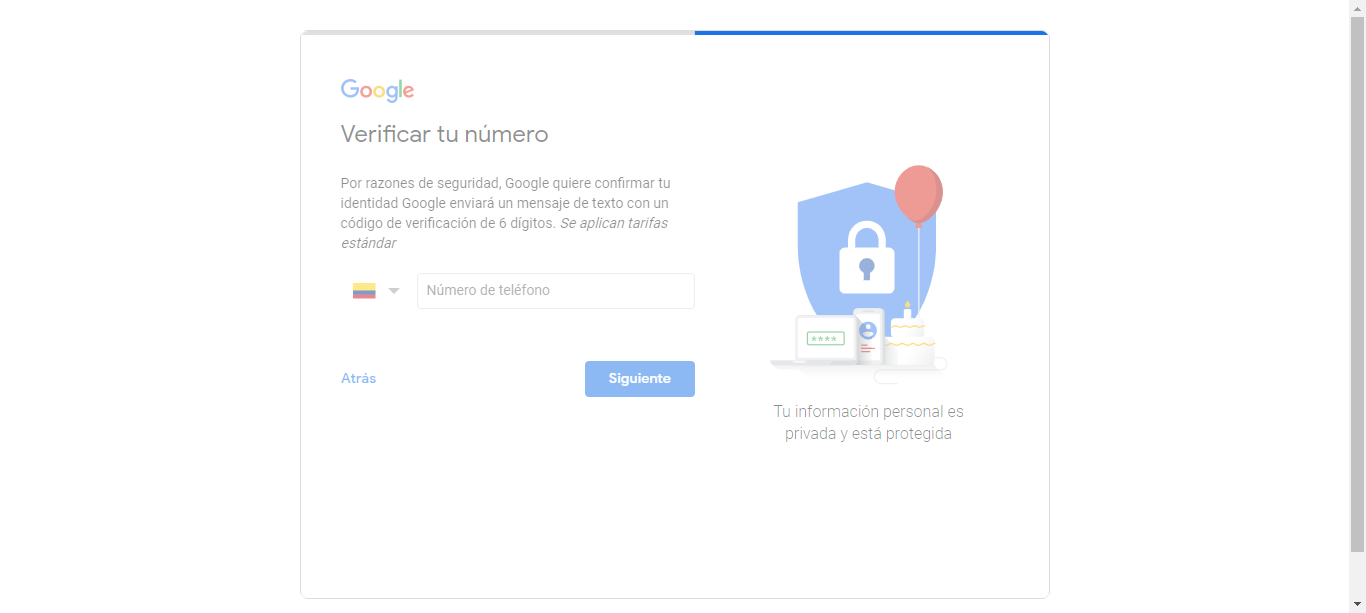 Google
Verificar tu número
Por razones de seguridad, Google quiere confirmar tu
identidad Google enviará un mensaje de texto con un
código de verificación de 6 dígitos. Se aplican tarifas
estándar
Número de teléfono
Atrás
Siguiente
****
Tu información personal es
privada y está protegida